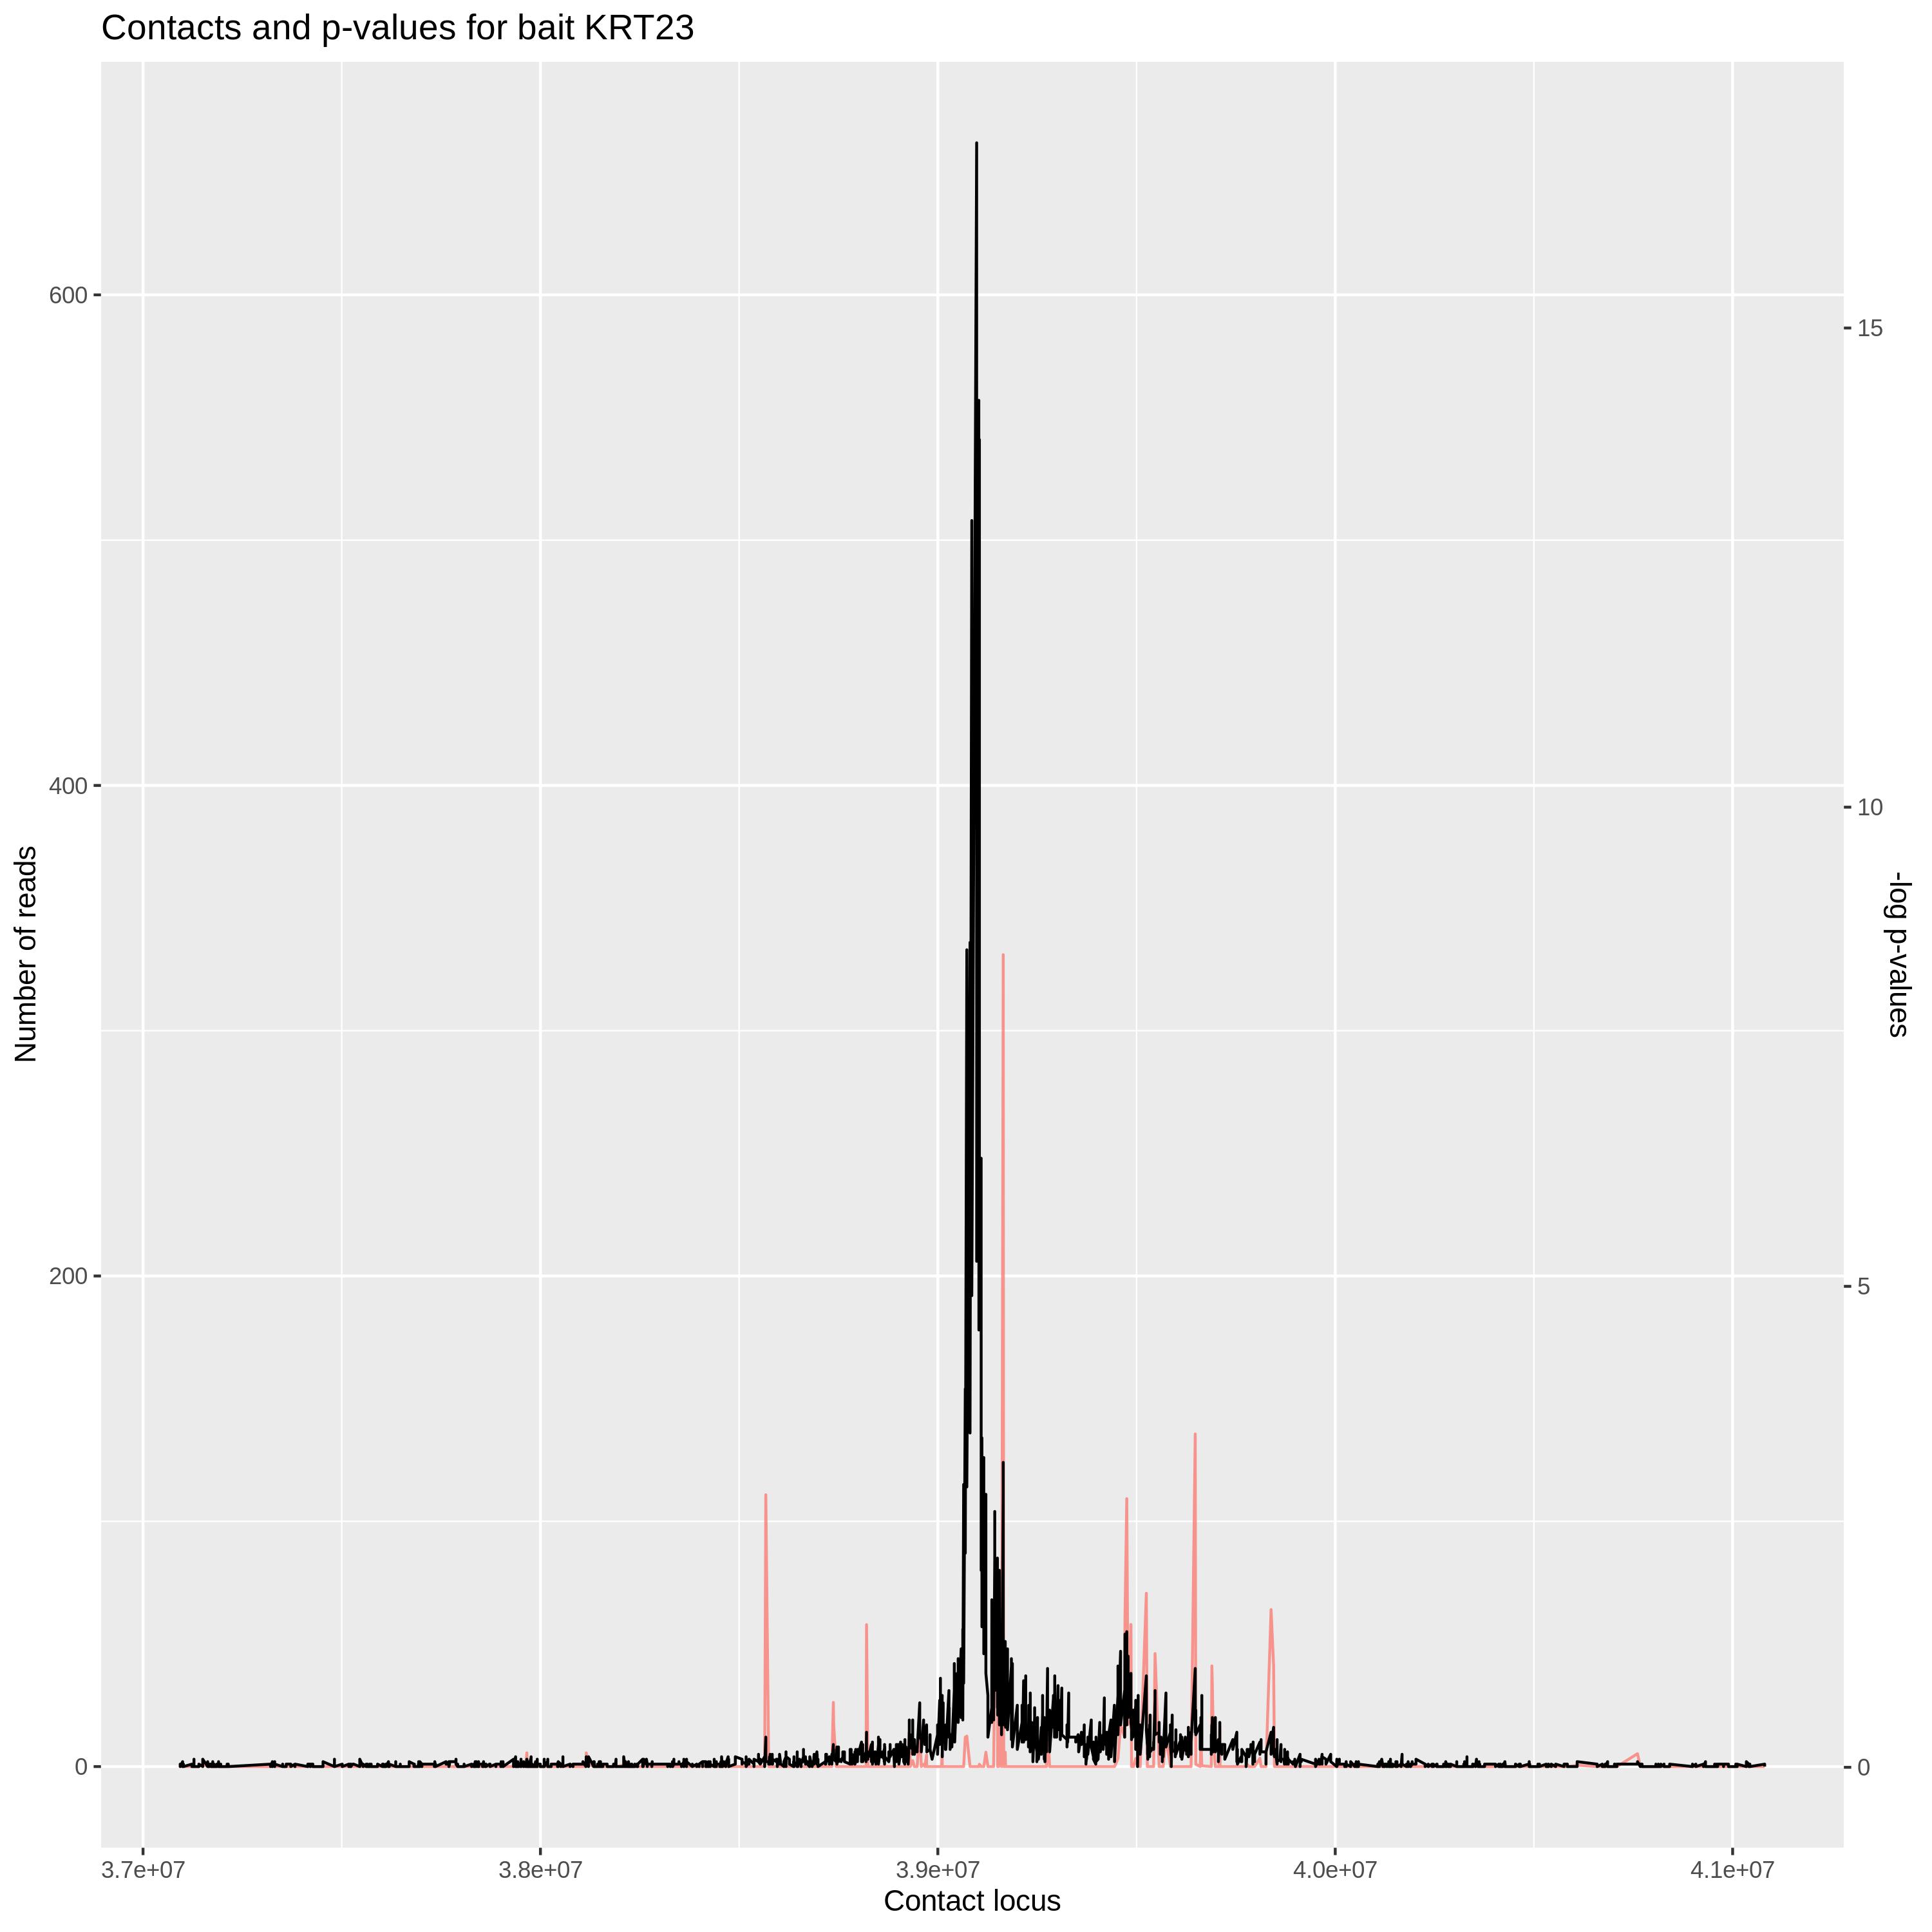 Contacts and p-values for bait KRT23
600
400
200
0
15
10
5
0
Number of reads
-log p-values
3.7e+07
3.8e+07
3.9e+07
4.0e+07
4.1e+07
Contact locus